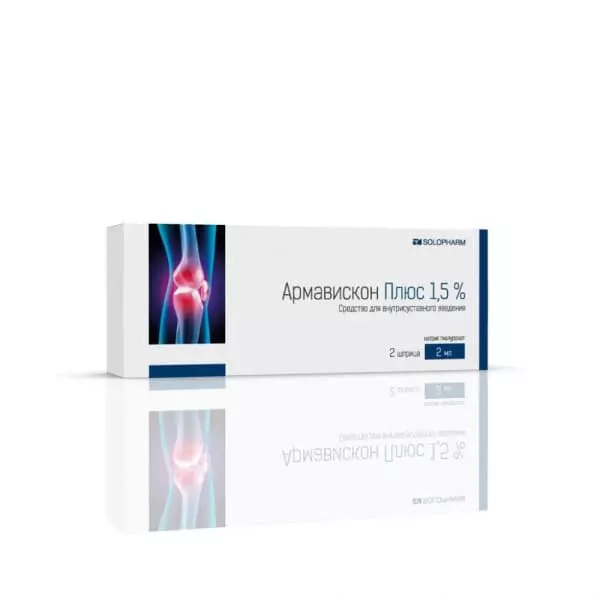 SOLOPHARM
Армавискон Плюс 1,5 %
Средство для внутрисуставного введения
натрия гиалуронат
2 шприца 2 мл